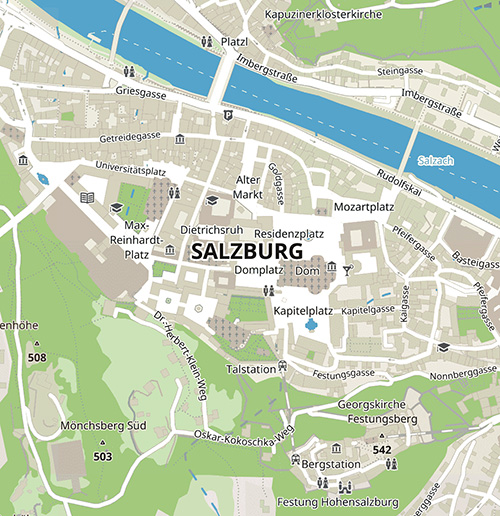 Kapuzinerklosterkirche
Platzl
Imbergstraße
Steingasse
Griesgasse
Imbergstraße
Getreidegasse
Salzach
Universitätsplatz
Goldgasse
Rudolfskai
Alter
Markt
Mozartplatz
Max-
Reinhardt-
Platz
Dietrichsruh
Residenzplatz
Pfeifergasse
SALZBURG
Basteigasse
Domplatz
Dom
Pfeifergasse
Kaigasse
Kapitelplatz
Kapitelgasse
Dr.-Herbert-Klein-Weg
enhöhe
508
Talstation
Festungsgasse
Nonnberggasse
Georgskirche
Festungsberg
Mönchsberg Süd
503
Oskar-Kokoschka-Weg
542
Bergstation
Festung Hohensalzburg